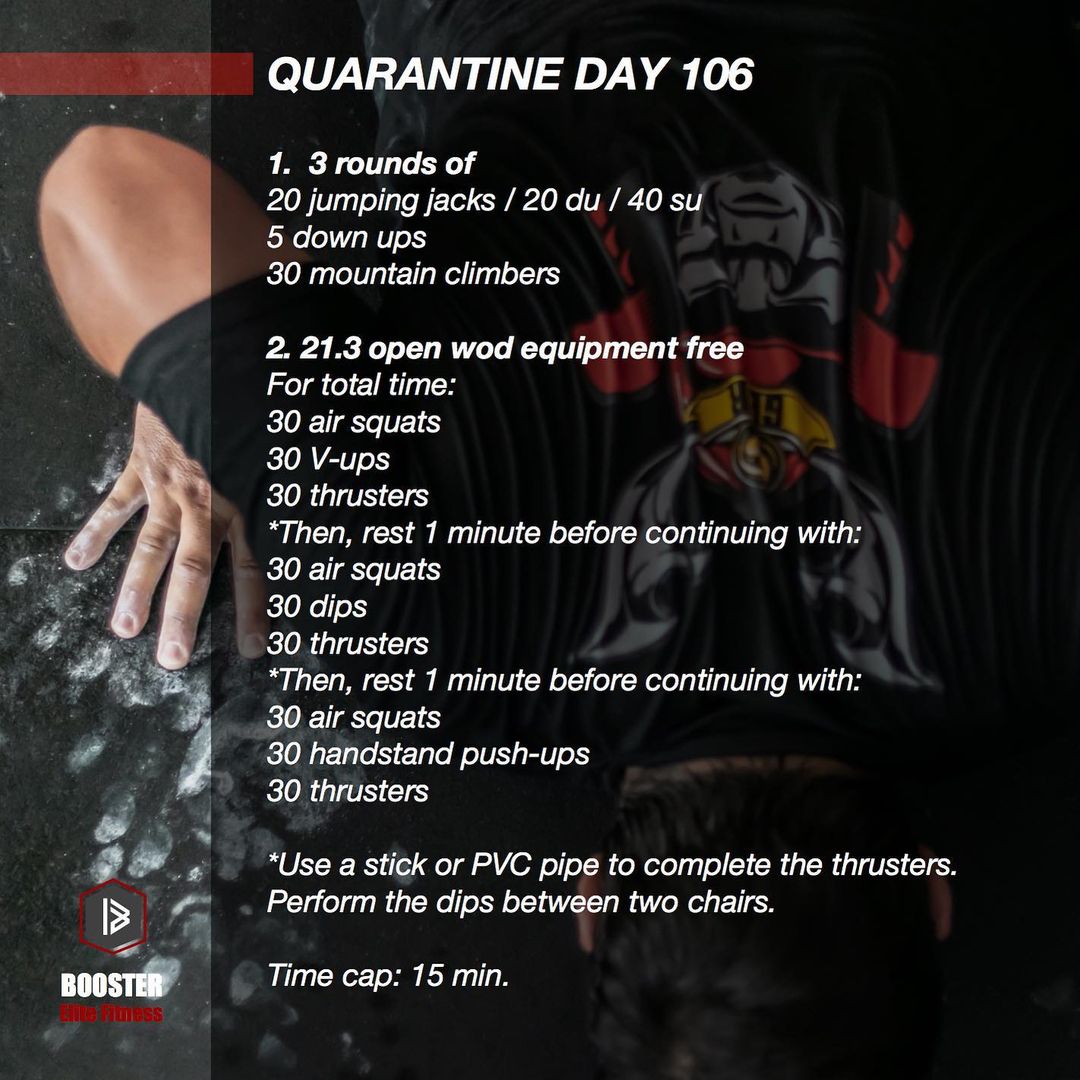 QUARANTINE DAY 106
1. 3 rounds of
20 jumping jacks / 20 du / 40 su
5 down ups
30 mountain climbers
2. 21.3 open wod equipment free
For total time:
30 air squats
30 V-ups
30 thrusters
*Then, rest 1 minute before continuing with:
30 air squats
30 dips
30 thrusters
*Then, rest 1 minute before continuing with:
30 air squats
30 handstand push-ups
30 thrusters
*Use a stick or PVC pipe to complete the thrusters.
Perform the dips between two chairs.
Time cap: 15 min.
BOOSTER
Elite Fitness